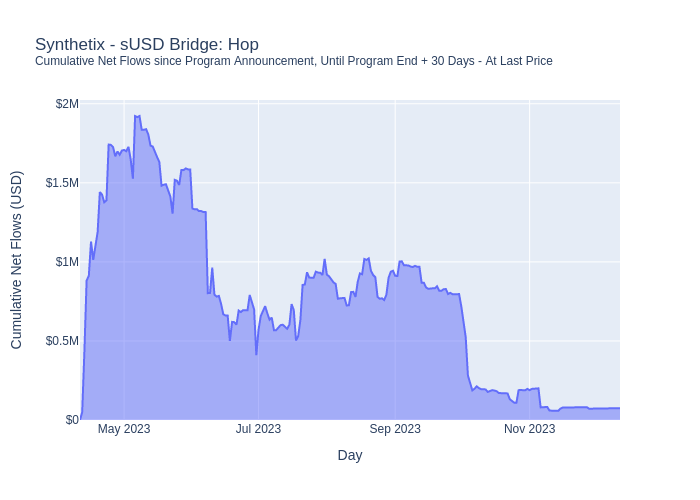 Synthetix - sUSD Bridge: Hop
Cumulative Net Flows since Program Announcement, Until Program End + 30 Days - At Last Price
Cumulative Net Flows (USD)
$2M
$1.5M
$1M
$0.5M
$0
May 2023
Jul 2023
Sep 2023
Nov 2023
Day